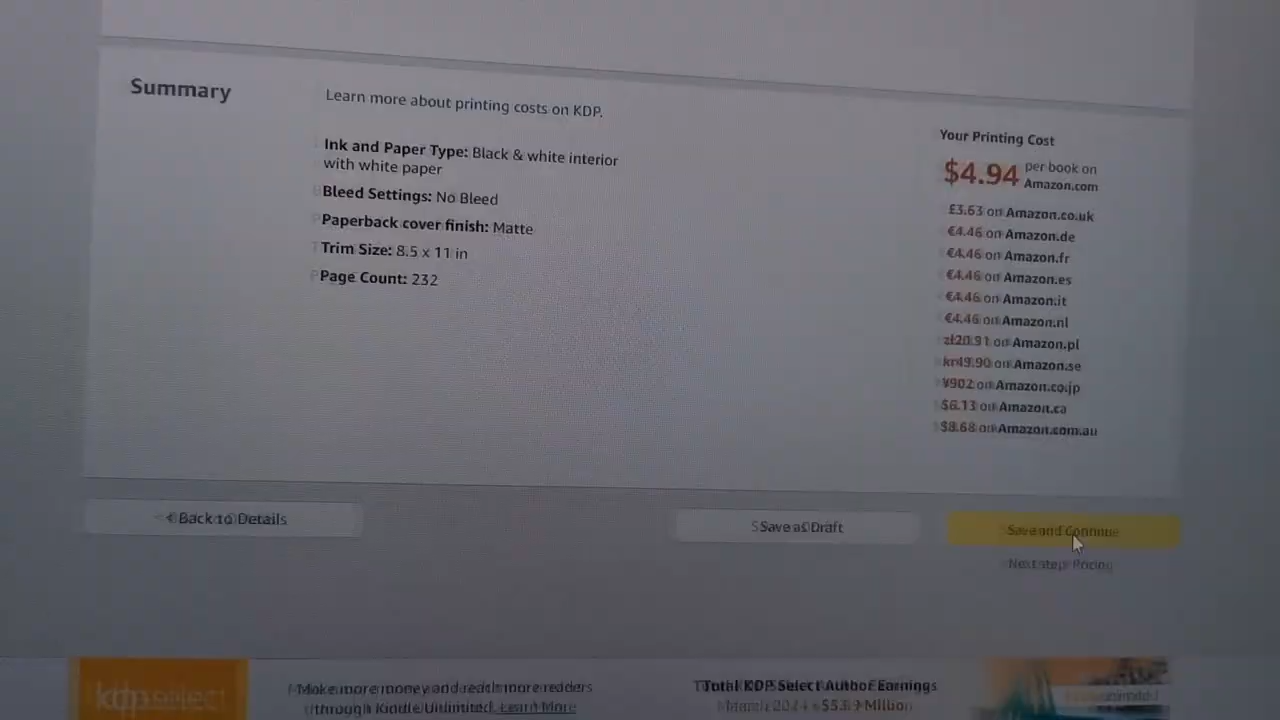 Summary
Learn more about printing costs on KDP.
Ink and Paper Type: Black & white interior
with white paper
Bleed Settings: No Bleed
Paperback cover finish: Matte
Trim Size: 8.5 x 11 in
Page Count: 232
Your Printing Cost
$4.94 per book on
Amazon.com
£3.63 on Amazon.co.uk
€4.46 on Amazon.de
€4.46 on Amazon.fr
€4.46 on Amazon.es
€4.46 on Amazon.it
€4.46 on Amazon.nl
zł20.91 on Amazon.pl
kr49.90 on Amazon.se
¥902 on Amazon.co.jp
$6.13 on Amazon.ca
$8.68 on Amazon.com.au
< Back to Details
Save as Draft
Save and Continue
Next step: Pricing
kdp select
Make more money and reach more readers
through Kindle Unlimited. Learn More
Total KDP Select Author Earnings
March 2024 Million